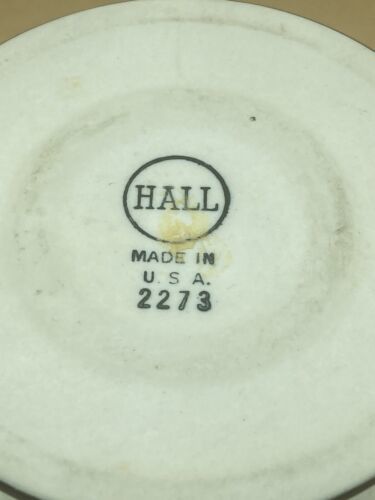 HALL
MADE IN
U. S. A.
2273